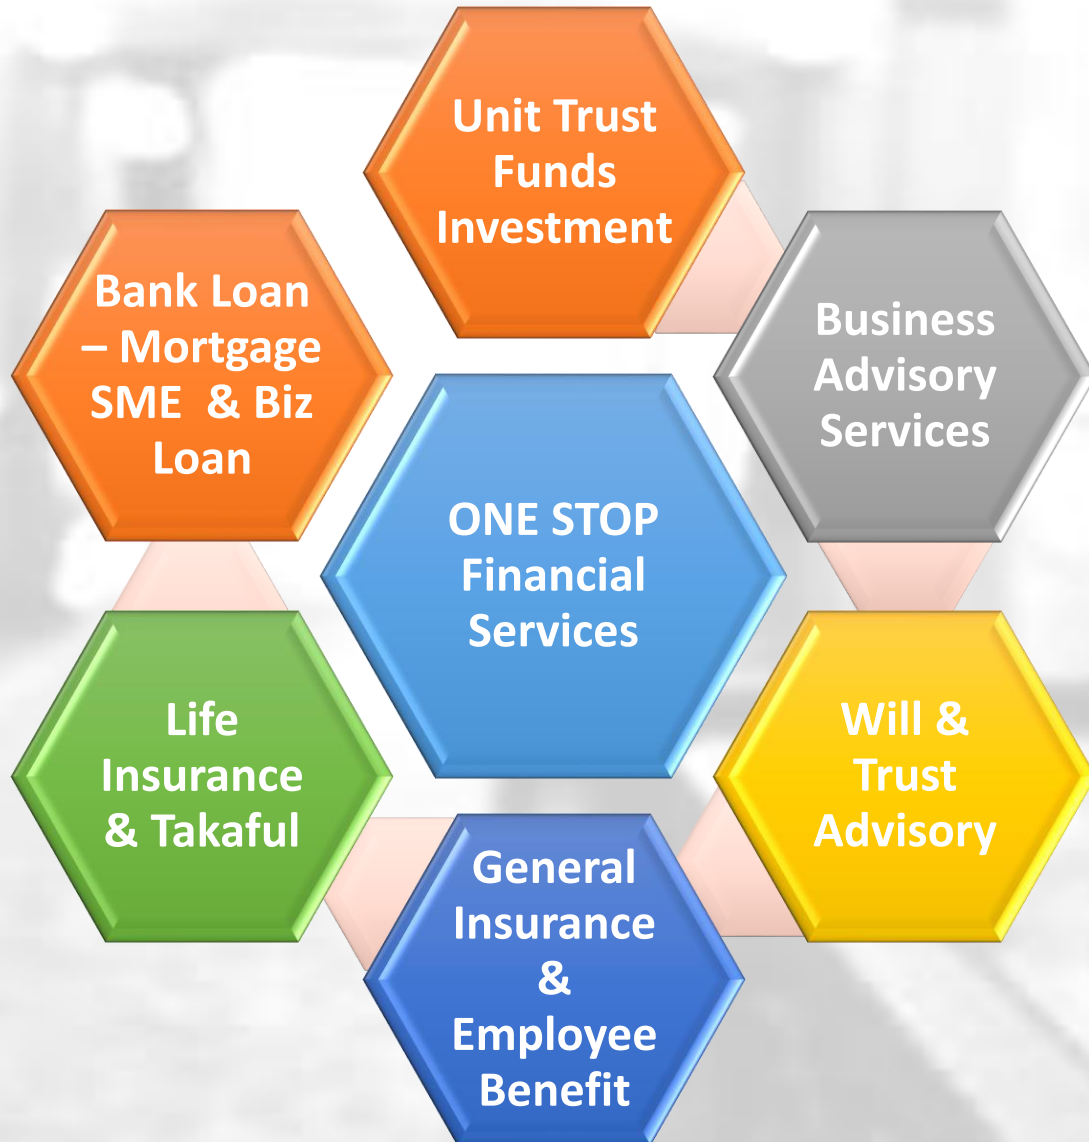 Unit Trust
Funds
Investment
Bank Loan
– Mortgage
SME & Biz
Loan
Business
Advisory
Services
ONE STOP
Financial
Services
Life
Insurance
& Takaful
Will &
Trust
Advisory
General
Insurance
&
Employee
Benefit